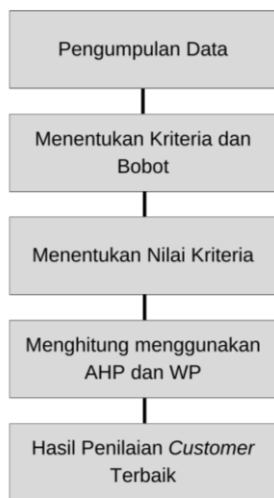 Pengumpulan Data
Menentukan Kriteria dan
Bobot
Menentukan Nilai Kriteria
Menghitung menggunakan
AHP dan WP
Hasil Penilaian Customer
Terbaik